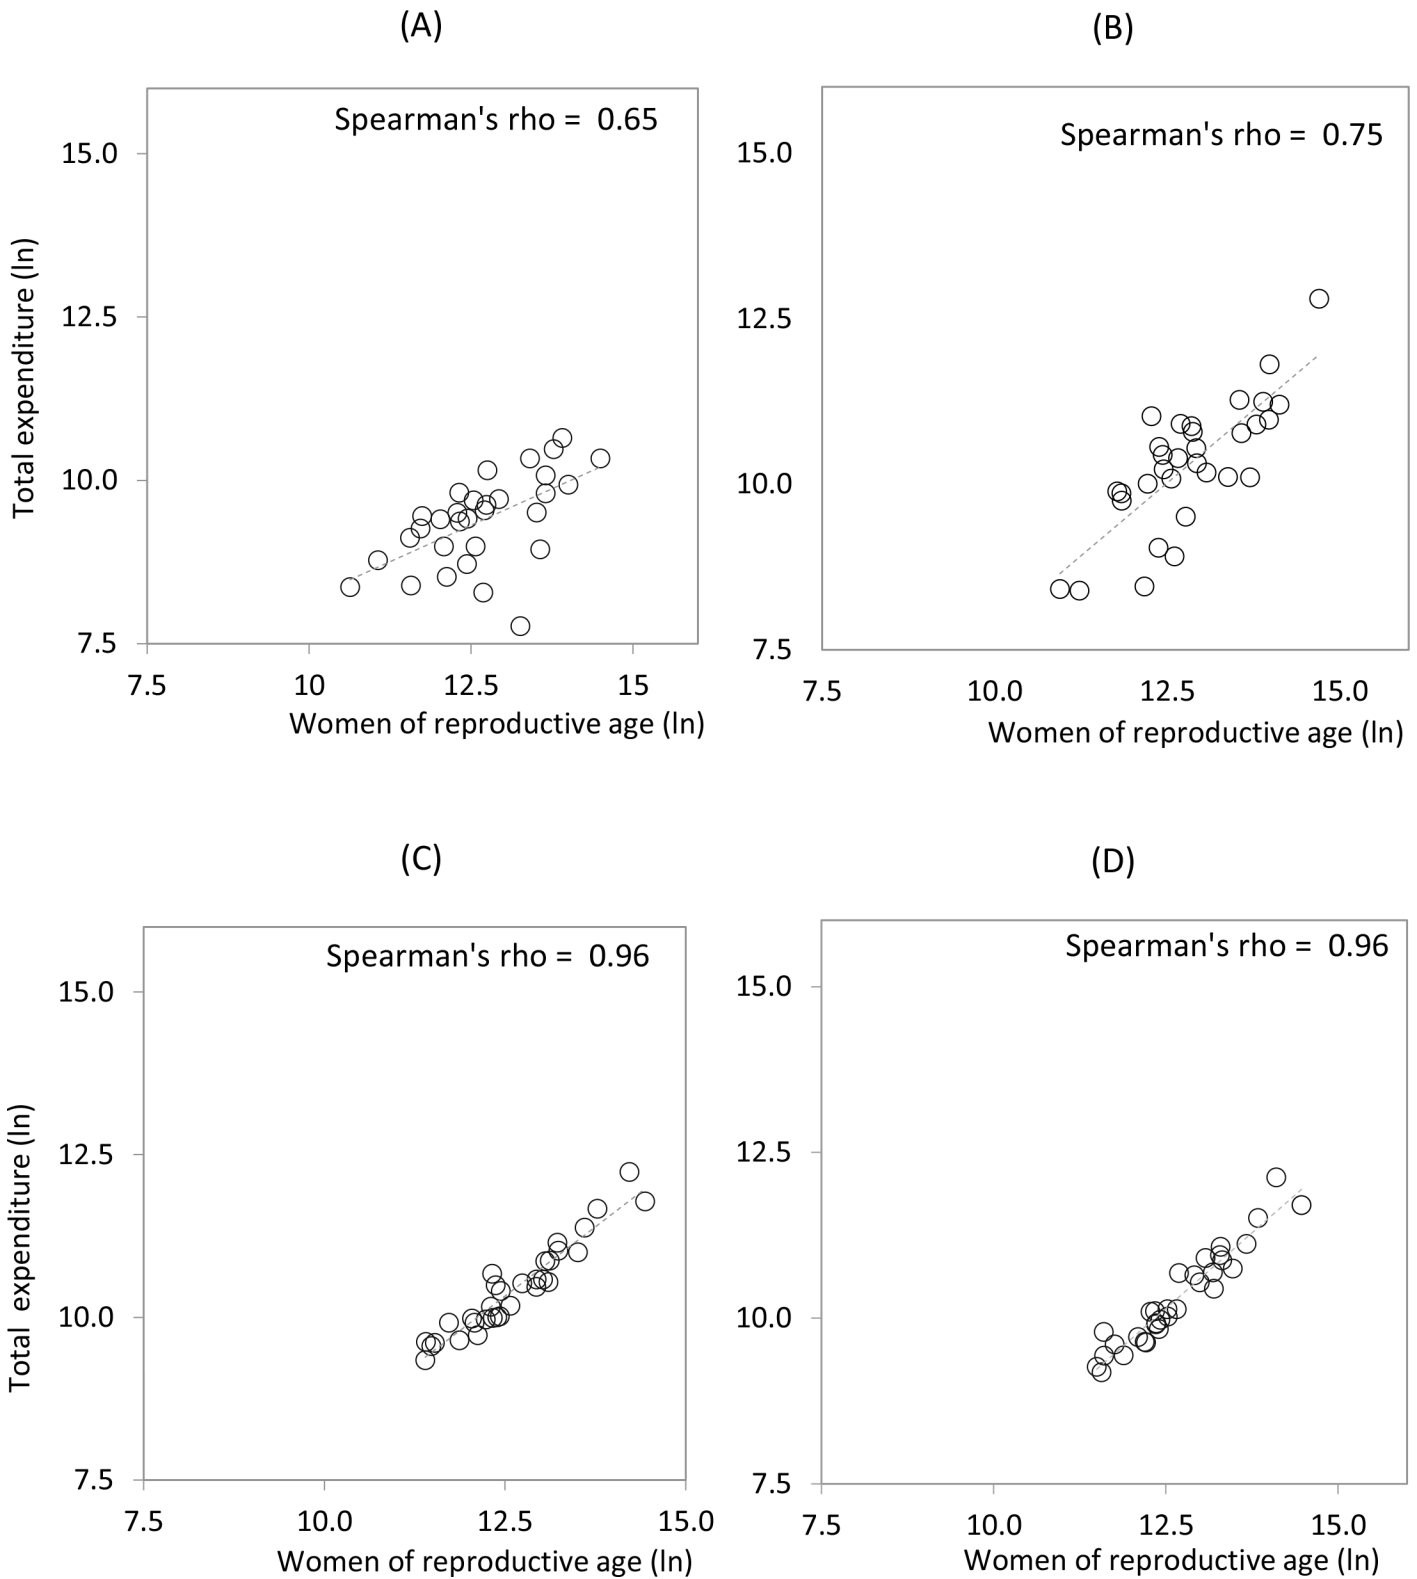 (A)
Spearman's rho = 0.65
15.0
12.5
10.0
7.5
7.5 10 12.5 15
Total expenditure (ln)
Women of reproductive age (ln)
(B)
Spearman's rho = 0.75
15.0
12.5
10.0
7.5
7.5 10.0 12.5 15.0
Women of reproductive age (ln)
(C)
Spearman's rho = 0.96
15.0
12.5
10.0
7.5
7.5 10.0 12.5 15.0
Total expenditure (ln)
Women of reproductive age (ln)
(D)
Spearman's rho = 0.96
15.0
12.5
10.0
7.5
7.5 10.0 12.5 15.0
Women of reproductive age (ln)